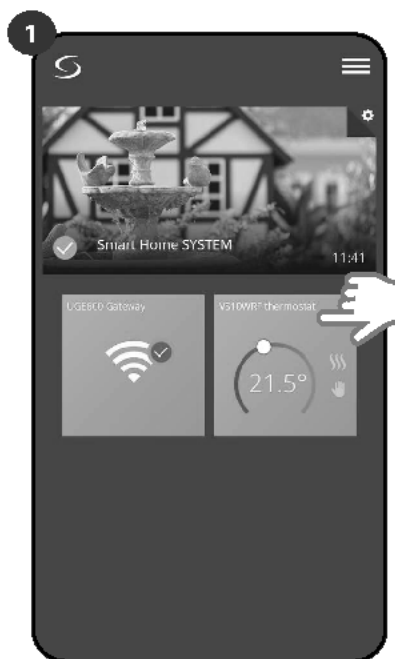 1
Smart Home SYSTEM
11:41
UGE600 Gateway
VS10WRF thermostat
21.5°